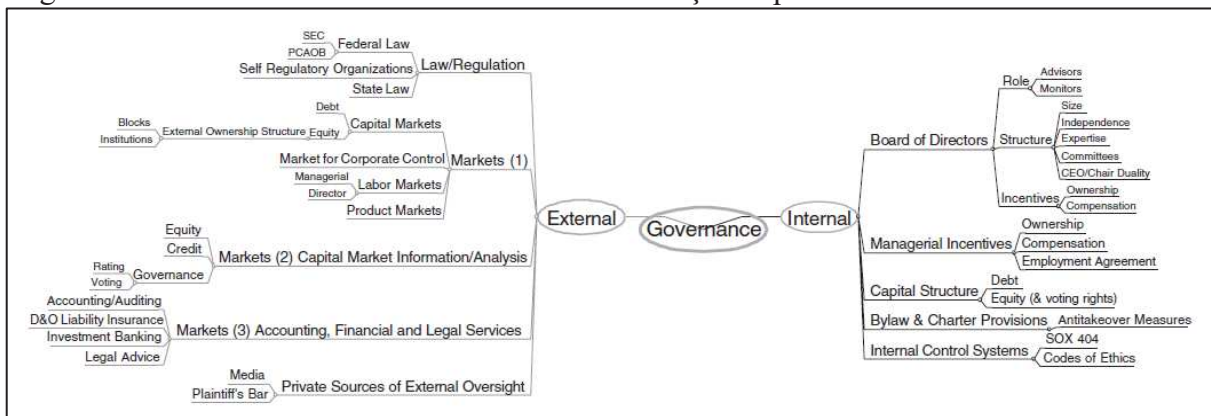 SEC
PCAOB
Federal Law
Self Regulatory Organizations
State Law
Law/Regulation
Debt
Blocks
Institutions
External Ownership Structure
Equity
Capital Markets
Market for Corporate Control
Managerial
Director
Labor Markets
Product Markets
Markets (1)
Equity
Credit
Rating
Voting
Governance
Markets (2) Capital Market Information/Analysis
Accounting/Auditing
D&O Liability Insurance
Investment Banking
Legal Advice
Markets (3) Accounting, Financial and Legal Services
Media
Plaintiff's Bar
Private Sources of External Oversight
External
Governance
Internal
Board of Directors
Role
Advisors
Monitors
Structure
Size
Independence
Expertise
Committees
CEO/Chair Duality
Incentives
Ownership
Compensation
Managerial Incentives
Ownership
Compensation
Employment Agreement
Capital Structure
Debt
Equity (& voting rights)
Bylaw & Charter Provisions
Antitakeover Measures
Internal Control Systems
SOX 404
Codes of Ethics